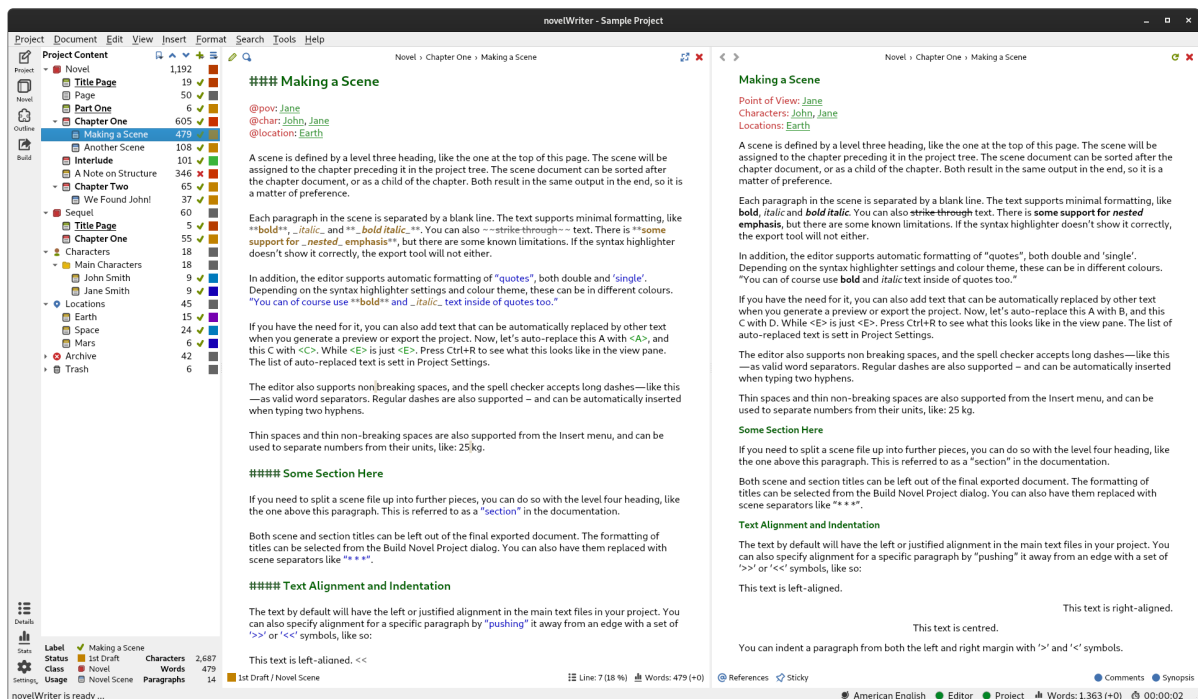 novelWriter - Sample Project
Project Document Edit View Insert Format Search Tools Help
Project
Novel
Outline
Build
Details
Stats
Settings
Project Content
Novel 1,192
Title Page 19
Page 50
Part One 6
Chapter One 605
Making a Scene 479
Another Scene 108
Interlude 101
A Note on Structure 346
Chapter Two 65
We Found John! 37
Sequel 60
Title Page 5
Chapter One 55
Characters 18
Main Characters 18
John Smith 9
Jane Smith 9
Locations 45
Earth 15
Space 24
Mars 6
Archive 42
Trash 6
Label Making a Scene
Status 1st Draft Characters 2,687
Class Novel Words 479
Usage Novel Scene Paragraphs 14
Novel › Chapter One › Making a Scene
### Making a Scene
@pov: Jane
@char: John, Jane
@location: Earth
A scene is defined by a level three heading, like the one at the top of this page. The scene will be
assigned to the chapter preceding it in the project tree. The scene document can be sorted after
the chapter document, or as a child of the chapter. Both result in the same output in the end, so it is
a matter of preference.
Each paragraph in the scene is separated by a blank line. The text supports minimal formatting, like
**bold**, _italic_ and **_bold italic_**. You can also ~~strike through~~ text. There is **some
support for _nested_ emphasis**, but there are some known limitations. If the syntax highlighter
doesn't show it correctly, the export tool will not either.
In addition, the editor supports automatic formatting of “quotes”, both double and ‘single’.
Depending on the syntax highlighter settings and colour theme, these can be in different colours.
“You can of course use **bold** and _italic_ text inside of quotes too.”
If you have the need for it, you can also add text that can be automatically replaced by other text
when you generate a preview or export the project. Now, let’s auto-replace this A with <A>, and
this C with <C>. While <E> is just <E>. Press Ctrl+R to see what this looks like in the view pane.
The list of auto-replaced text is sett in Project Settings.
The editor also supports non breaking spaces, and the spell checker accepts long dashes—like this
—as valid word separators. Regular dashes are also supported – and can be automatically inserted
when typing two hyphens.
Thin spaces and thin non-breaking spaces are also supported from the Insert menu, and can be
used to separate numbers from their units, like: 25 kg.
#### Some Section Here
If you need to split a scene file up into further pieces, you can do so with the level four heading, like
the one above this paragraph. This is referred to as a “section” in the documentation.
Both scene and section titles can be left out of the final exported document. The formatting of
titles can be selected from the Build Novel Project dialog. You can also have them replaced with
scene separators like “* * *”.
#### Text Alignment and Indentation
The text by default will have the left or justified alignment in the main text files in your project. You
can also specify alignment for a specific paragraph by “pushing” it away from an edge with a set of
‘>>’ or ‘<<’ symbols, like so:
This text is left-aligned. <<
1st Draft / Novel Scene Line: 7 (18 %) Words: 479 (+0)
Novel › Chapter One › Making a Scene
Making a Scene
Point of View: Jane
Characters: John, Jane
Locations: Earth
A scene is defined by a level three heading, like the one at the top of this page. The scene will be
assigned to the chapter preceding it in the project tree. The scene document can be sorted after the
chapter document, or as a child of the chapter. Both result in the same output in the end, so it is a
matter of preference.
Each paragraph in the scene is separated by a blank line. The text supports minimal formatting, like
bold, italic and bold italic. You can also strike through text. There is some support for nested
emphasis, but there are some known limitations. If the syntax highlighter doesn't show it correctly,
the export tool will not either.
In addition, the editor supports automatic formatting of “quotes”, both double and ‘single’.
Depending on the syntax highlighter settings and colour theme, these can be in different colours.
“You can of course use bold and italic text inside of quotes too.”
If you have the need for it, you can also add text that can be automatically replaced by other text
when you generate a preview or export the project. Now, let’s auto-replace this A with B, and this
C with D. While <E> is just <E>. Press Ctrl+R to see what this looks like in the view pane. The list of
auto-replaced text is sett in Project Settings.
The editor also supports non breaking spaces, and the spell checker accepts long dashes—like this
—as valid word separators. Regular dashes are also supported – and can be automatically inserted
when typing two hyphens.
Thin spaces and thin non-breaking spaces are also supported from the Insert menu, and can be
used to separate numbers from their units, like: 25 kg.
Some Section Here
If you need to split a scene file up into further pieces, you can do so with the level four heading, like
the one above this paragraph. This is referred to as a “section” in the documentation.
Both scene and section titles can be left out of the final exported document. The formatting of
titles can be selected from the Build Novel Project dialog. You can also have them replaced with
scene separators like “* * *”.
Text Alignment and Indentation
The text by default will have the left or justified alignment in the main text files in your project. You
can also specify alignment for a specific paragraph by “pushing” it away from an edge with a set of
‘>>’ or ‘<<’ symbols, like so:
This text is left-aligned.
This text is right-aligned.
This text is centred.
You can indent a paragraph from both the left and right margin with ‘>’ and ‘<’ symbols.
References Sticky Comments Synopsis
novelWriter is ready ... American English Editor Project Words: 1,363 (+0) 00:00:02